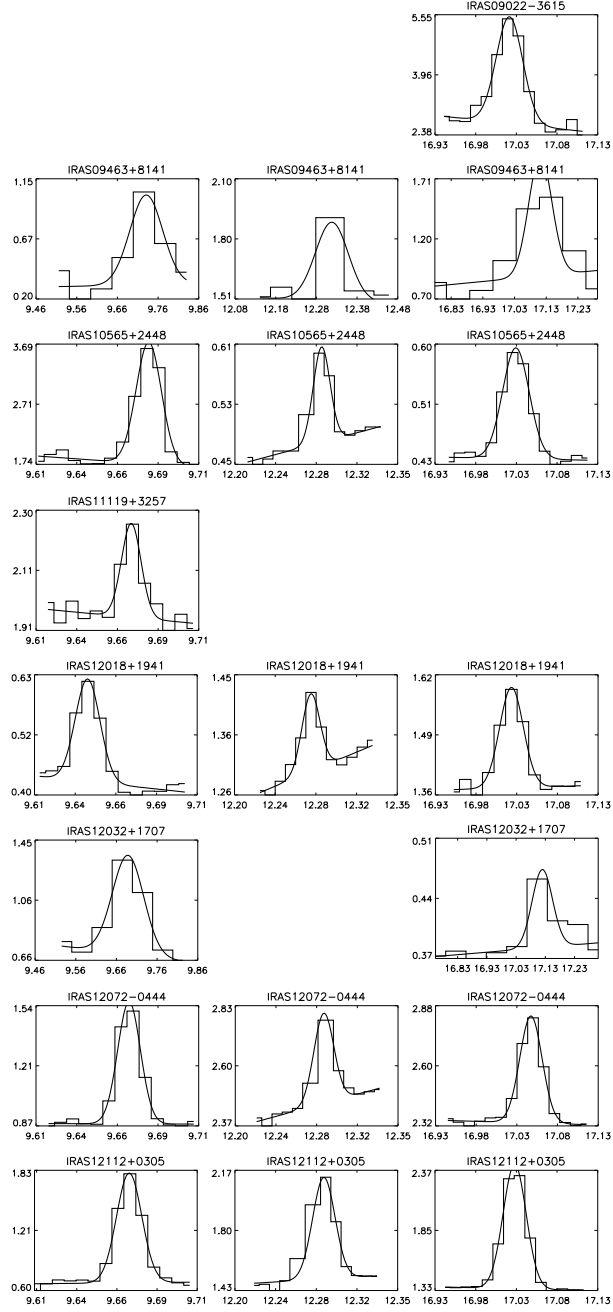 IRAS09022-3615
5.55
3.96
2.38
16.93 16.98 17.03 17.08 17.13
IRAS09463+8141 IRAS09463+8141 IRAS09463+8141
1.15 2.10 1.71
0.67 1.80 1.20
0.20 1.51 0.70
9.46 9.56 9.66 9.76 9.86 12.08 12.18 12.28 12.38 12.48 16.83 16.93 17.03 17.13 17.23
IRAS10565+2448 IRAS10565+2448 IRAS10565+2448
3.69 0.61 0.60
2.71 0.53 0.51
1.74 0.45 0.43
9.61 9.64 9.66 9.69 9.71 12.20 12.24 12.28 12.32 12.35 16.93 16.98 17.03 17.08 17.13
IRAS11119+3257
2.30
2.11
1.91
9.61 9.64 9.66 9.69 9.71
IRAS12018+1941 IRAS12018+1941 IRAS12018+1941
0.63 1.45 1.62
0.52 1.36 1.49
0.40 1.26 1.36
9.61 9.64 9.66 9.69 9.71 12.20 12.24 12.28 12.32 12.35 16.93 16.98 17.03 17.08 17.13
IRAS12032+1707 IRAS12032+1707
1.45 0.51
1.06 0.44
0.66 0.37
9.46 9.56 9.66 9.76 9.86 16.83 16.93 17.03 17.13 17.23
IRAS12072-0444 IRAS12072-0444 IRAS12072-0444
1.54 2.83 2.88
1.21 2.60 2.60
0.87 2.37 2.32
9.61 9.64 9.66 9.69 9.71 12.20 12.24 12.28 12.32 12.35 16.93 16.98 17.03 17.08 17.13
IRAS12112+0305 IRAS12112+0305 IRAS12112+0305
1.83 2.17 2.37
1.21 1.80 1.85
0.60 1.43 1.33
9.61 9.64 9.66 9.69 9.71 12.20 12.24 12.28 12.32 12.35 16.93 16.98 17.03 17.08 17.13